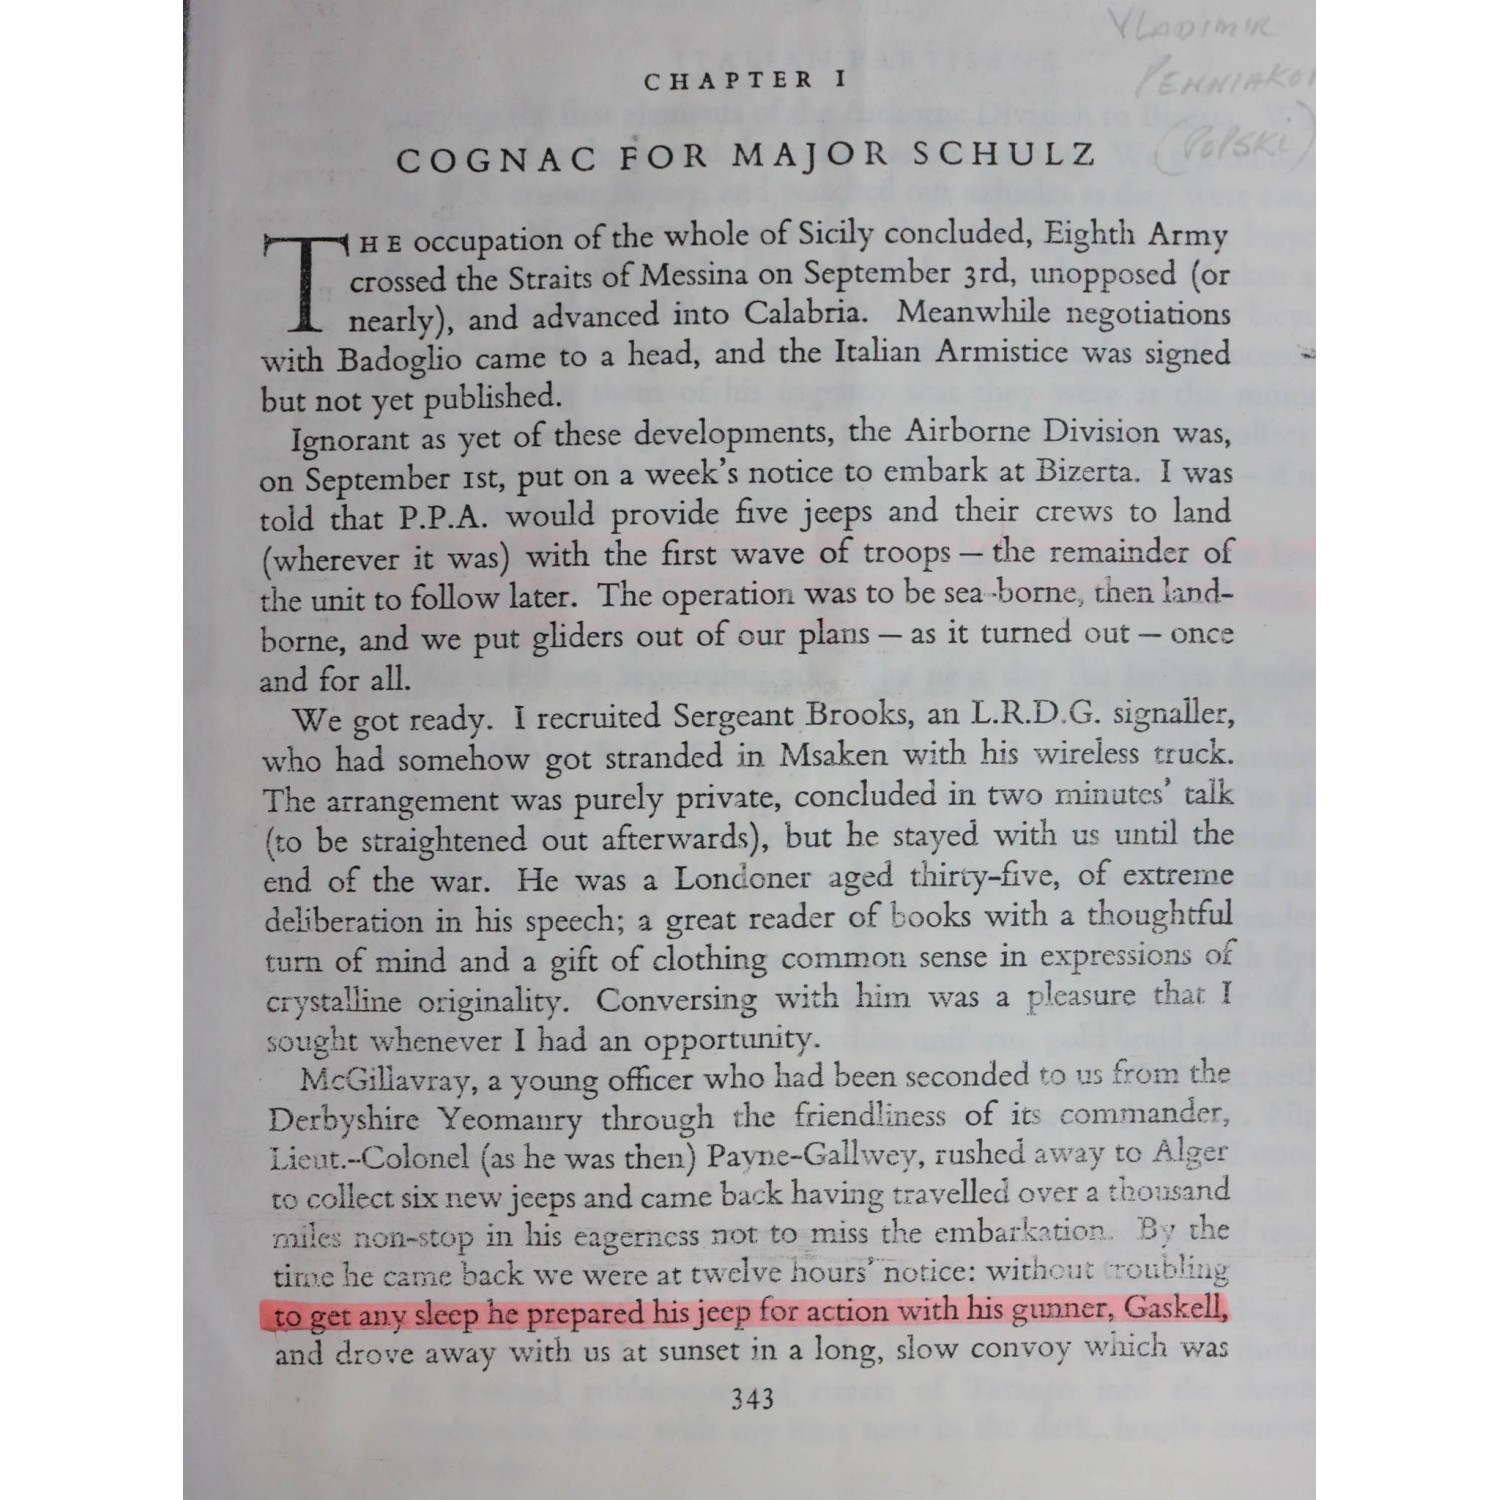 VLADIMIR
PENNIAKOF
(POPSKI)
CHAPTER I
COGNAC FOR MAJOR SCHULZ
THE occupation of the whole of Sicily concluded, Eighth Army
crossed the Straits of Messina on September 3rd, unopposed (or
nearly), and advanced into Calabria. Meanwhile negotiations
with Badoglio came to a head, and the Italian Armistice was signed
but not yet published.
Ignorant as yet of these developments, the Airborne Division was,
on September 1st, put on a week's notice to embark at Bizerta. I was
told that P.P.A. would provide five jeeps and their crews to land
(wherever it was) with the first wave of troops — the remainder of
the unit to follow later. The operation was to be sea-borne, then land-
borne, and we put gliders out of our plans — as it turned out — once
and for all.
We got ready. I recruited Sergeant Brooks, an L.R.D.G. signaller,
who had somehow got stranded in Msaken with his wireless truck.
The arrangement was purely private, concluded in two minutes' talk
(to be straightened out afterwards), but he stayed with us until the
end of the war. He was a Londoner aged thirty-five, of extreme
deliberation in his speech; a great reader of books with a thoughtful
turn of mind and a gift of clothing common sense in expressions of
crystalline originality. Conversing with him was a pleasure that I
sought whenever I had an opportunity.
McGillavray, a young officer who had been seconded to us from the
Derbyshire Yeomanry through the friendliness of its commander,
Lieut.-Colonel (as he was then) Payne-Gallwey, rushed away to Alger
to collect six new jeeps and came back having travelled over a thousand
miles non-stop in his eagerness not to miss the embarkation. By the
time he came back we were at twelve hours' notice: without troubling
to get any sleep he prepared his jeep for action with his gunner, Gaskell,
and drove away with us at sunset in a long, slow convoy which was
343